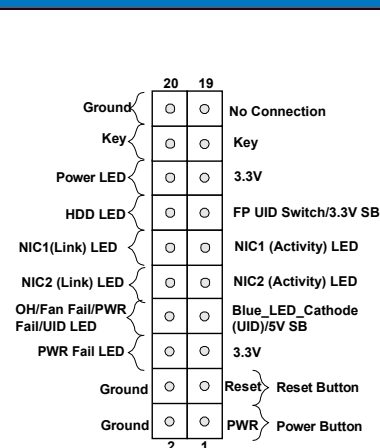 20 19
Ground No Connection
Key Key
Power LED 3.3V
HDD LED FP UID Switch/3.3V SB
NIC1(Link) LED NIC1 (Activity) LED
NIC2 (Link) LED NIC2 (Activity) LED
OH/Fan Fail/PWR Blue_LED_Cathode
Fail/UID LED (UID)/5V SB
PWR Fail LED 3.3V
Ground Reset Reset Button
Ground PWR Power Button
2 1